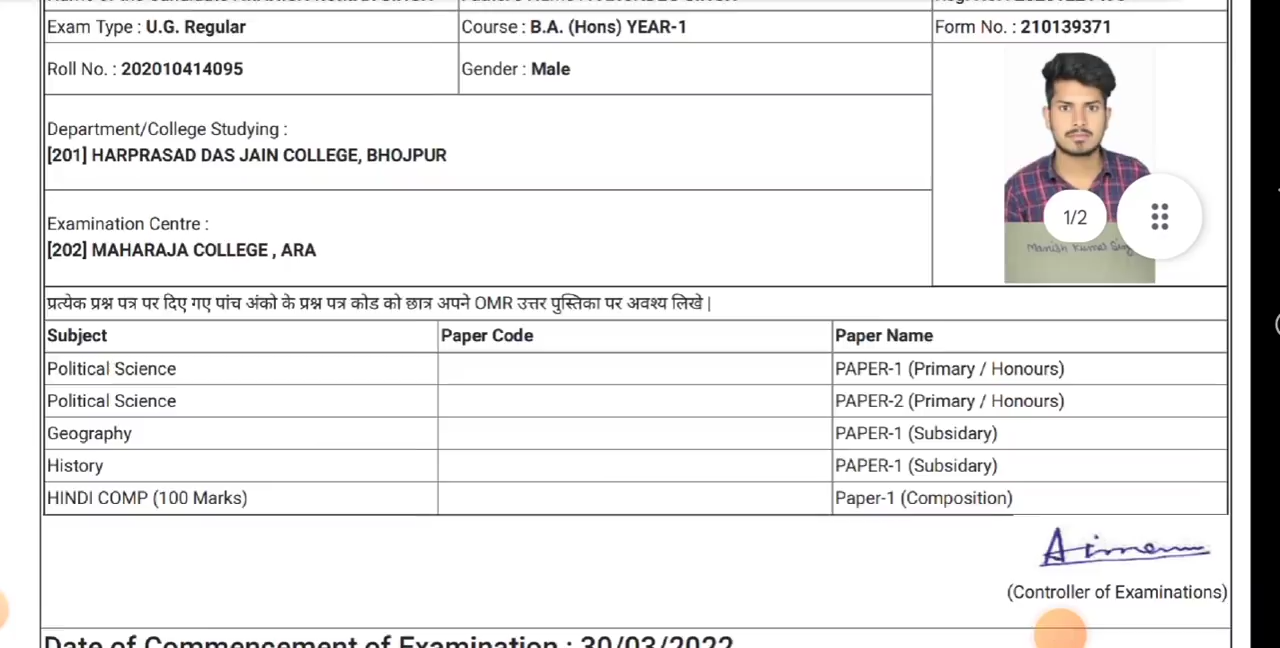 Exam Type : U.G. Regular
Course : B.A. (Hons) YEAR-1
Form No. : 210139371
Roll No. : 202010414095
Gender : Male
Department/College Studying :
[201] HARPRASAD DAS JAIN COLLEGE, BHOJPUR
Examination Centre :
[202] MAHARAJA COLLEGE , ARA
1/2
Manish Kumar
प्रत्येक प्रश्न पत्र पर दिए गए पांच अंको के प्रश्न पत्र कोड को छात्र अपने OMR उत्तर पुस्तिका पर अवश्य लिखे |
Subject Paper Code Paper Name
Political Science PAPER-1 (Primary / Honours)
Political Science PAPER-2 (Primary / Honours)
Geography PAPER-1 (Subsidary)
History PAPER-1 (Subsidary)
HINDI COMP (100 Marks) Paper-1 (Composition)
(Controller of Examinations)
Date of Commencement of Examination : 30/03/2022